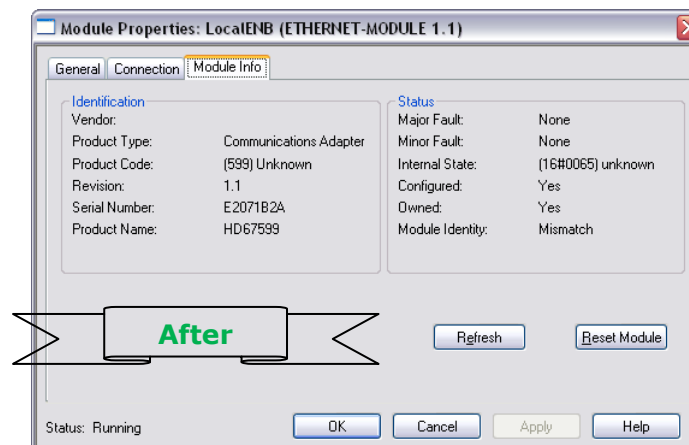 Module Properties: LocalENB (ETHERNET-MODULE 1.1)
General Connection Module Info
Identification
Vendor:
Product Type: Communications Adapter
Product Code: (599) Unknown
Revision: 1.1
Serial Number: E2071B2A
Product Name: HD67599
Status
Major Fault: None
Minor Fault: None
Internal State: (16#0065) unknown
Configured: Yes
Owned: Yes
Module Identity: Mismatch
After
Refresh Reset Module
Status: Running OK Cancel Apply Help